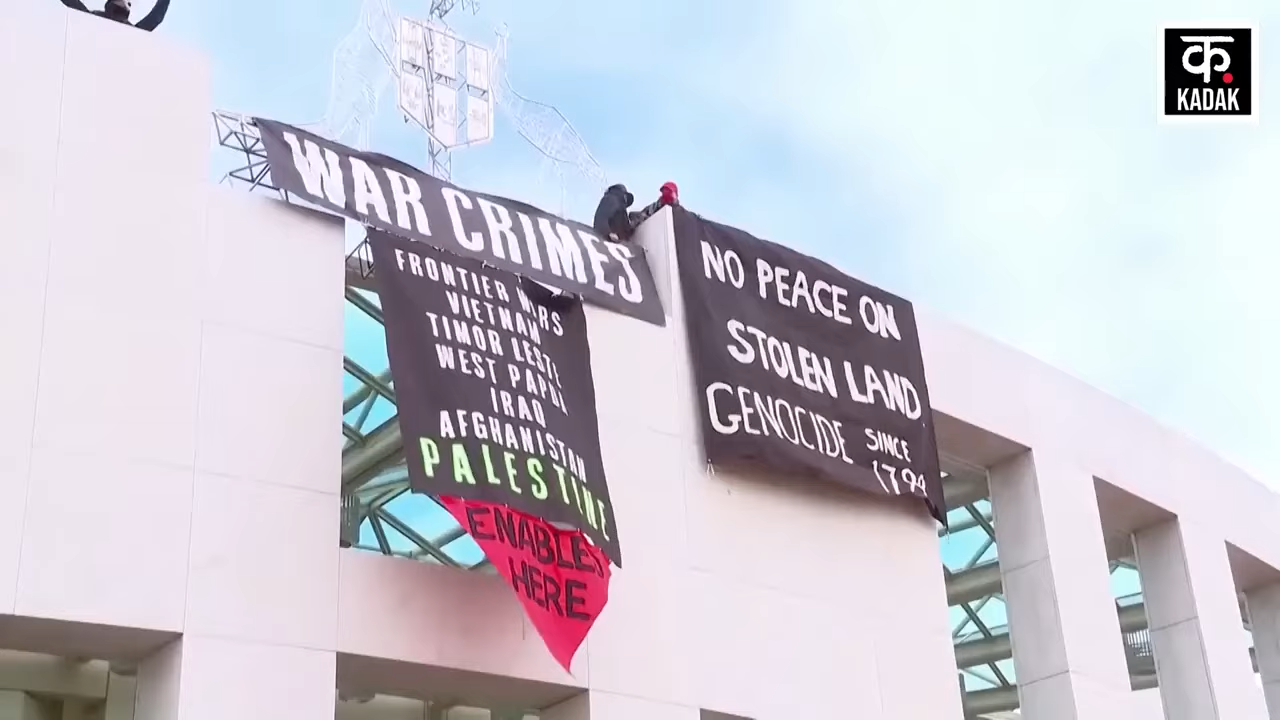 क.
KADAK
WAR CRIMES
FRONTIER WARS
VIETNAM
TIMOR LESTE
WEST PAPUA
IRAQ
AFGHANISTAN
PALESTINE
ENABLED
HERE
NO PEACE ON
STOLEN LAND
GENOCIDE SINCE